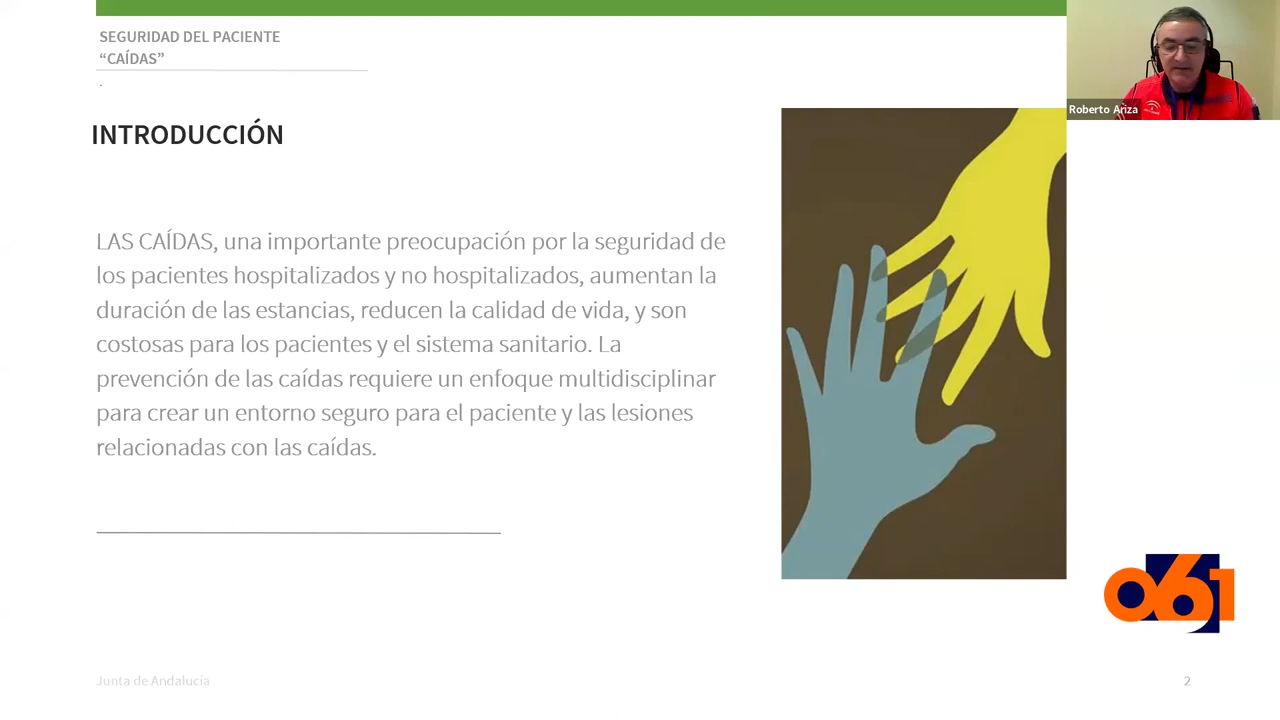 SEGURIDAD DEL PACIENTE
“CAÍDAS”
.
Roberto Ariza
INTRODUCCIÓN
LAS CAÍDAS, una importante preocupación por la seguridad de
los pacientes hospitalizados y no hospitalizados, aumentan la
duración de las estancias, reducen la calidad de vida, y son
costosas para los pacientes y el sistema sanitario. La
prevención de las caídas requiere un enfoque multidisciplinar
para crear un entorno seguro para el paciente y las lesiones
relacionadas con las caídas.
061
Junta de Andalucía
2